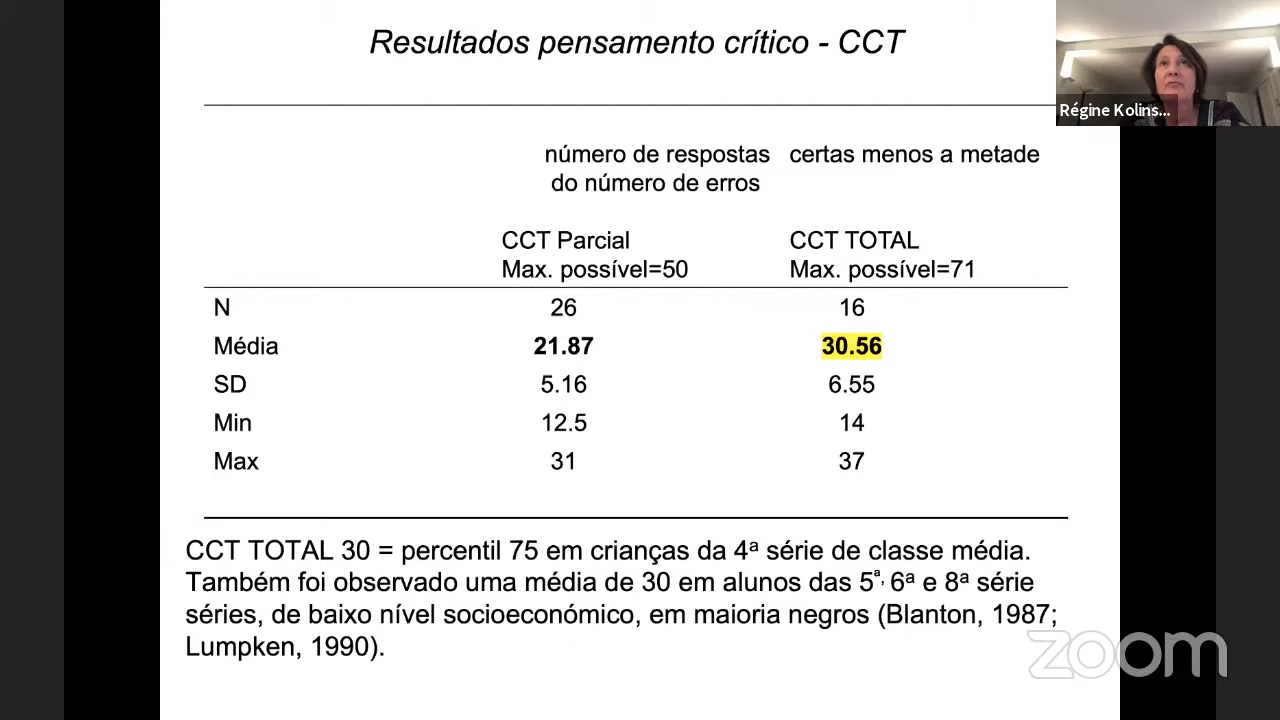 Resultados pensamento crítico - CCT
Régine Kolins...
número de respostas certas menos a metade
do número de erros
CCT Parcial CCT TOTAL
Max. possível=50 Max. possível=71
N 26 16
Média 21.87 30.56
SD 5.16 6.55
Min 12.5 14
Max 31 37
CCT TOTAL 30 = percentil 75 em crianças da 4ª série de classe média.
Também foi observado uma média de 30 em alunos das 5ª, 6ª e 8ª série
séries, de baixo nível socioeconómico, em maioria negros (Blanton, 1987;
Lumpken, 1990).
zoom